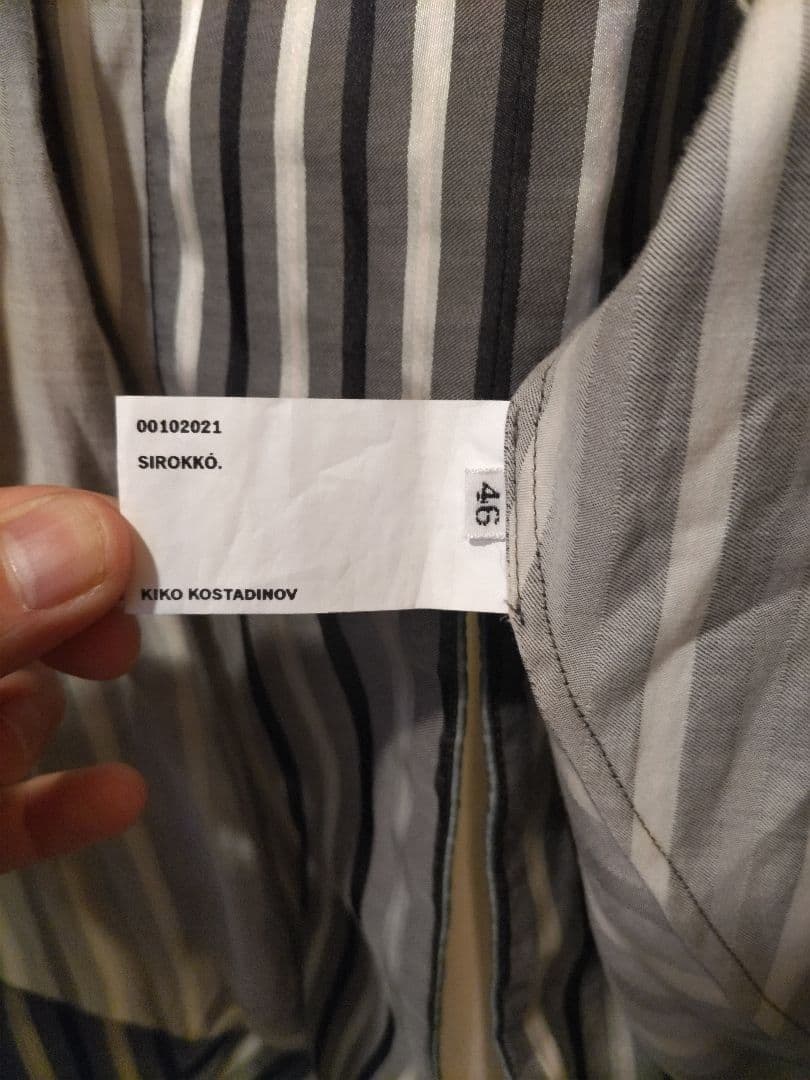 00102021
SIROKKÓ.
46
KIKO KOSTADINOV